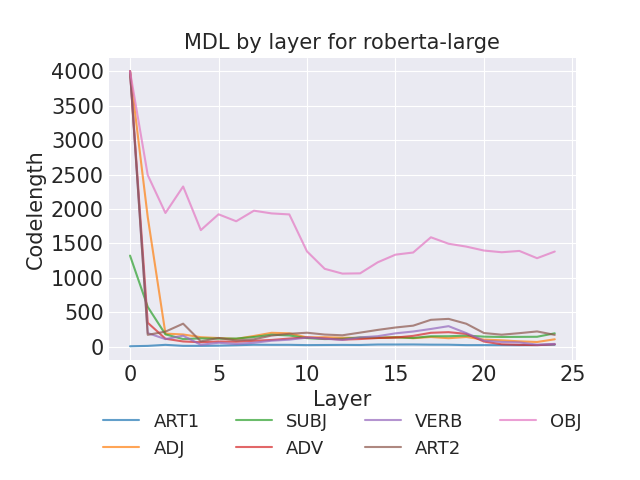 MDL by layer for roberta-large
4000
3500
3000
2500
2000
1500
1000
500
0
Codelength
0 5 10 15 20 25
Layer
ART1 SUBJ VERB OBJ
ADJ ADV ART2